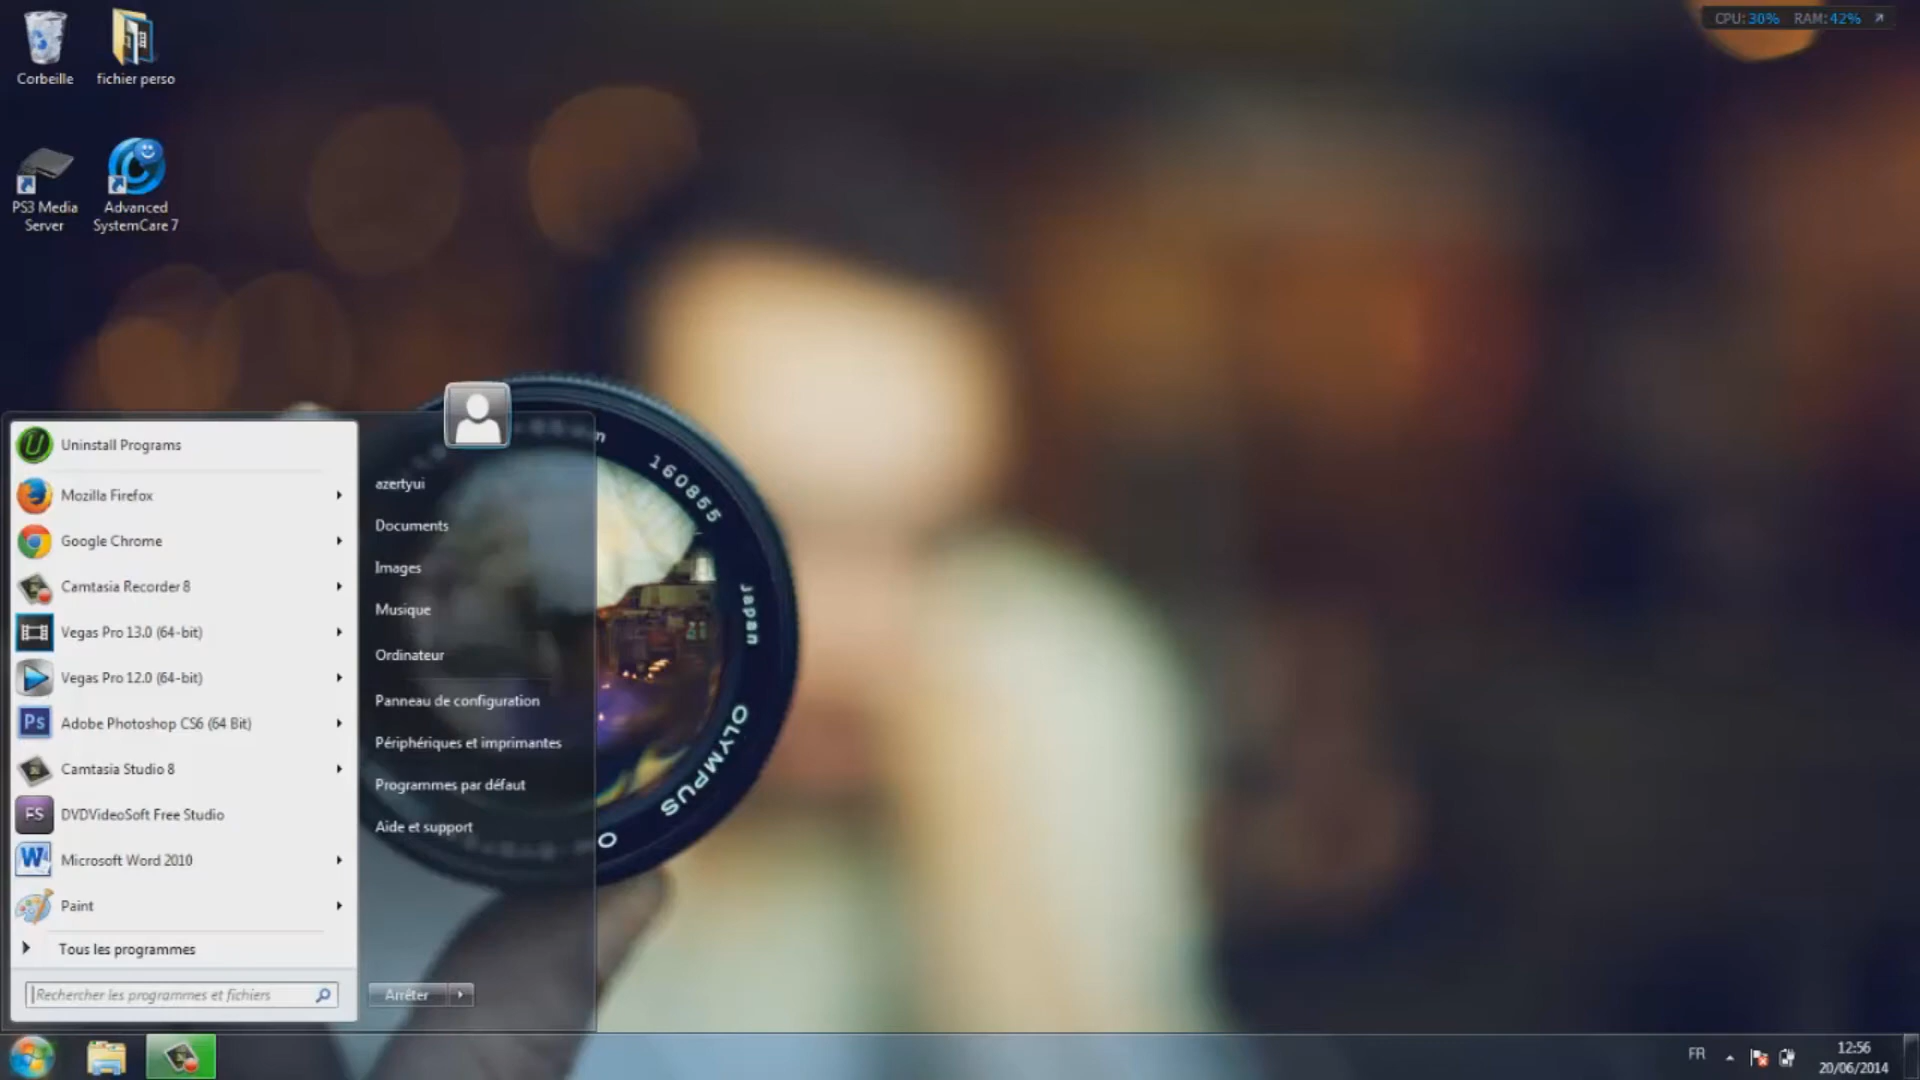 CPU: 30% RAM: 42%
Corbeille
fichier perso
PS3 Media
Server
Advanced
SystemCare 7
Uninstall Programs
Mozilla Firefox
Google Chrome
Camtasia Recorder 8
Vegas Pro 13.0 (64-bit)
Vegas Pro 12.0 (64-bit)
Ps
Adobe Photoshop CS6 (64 Bit)
Camtasia Studio 8
FS
DVDVideoSoft Free Studio
W
Microsoft Word 2010
Paint
Tous les programmes
Rechercher les programmes et fichiers
azertyui
Documents
Images
Musique
Ordinateur
Panneau de configuration
Périphériques et imprimantes
Programmes par défaut
Aide et support
Arrêter
160855
Japan
OLYMPUS
FR
12:56
20/06/2014